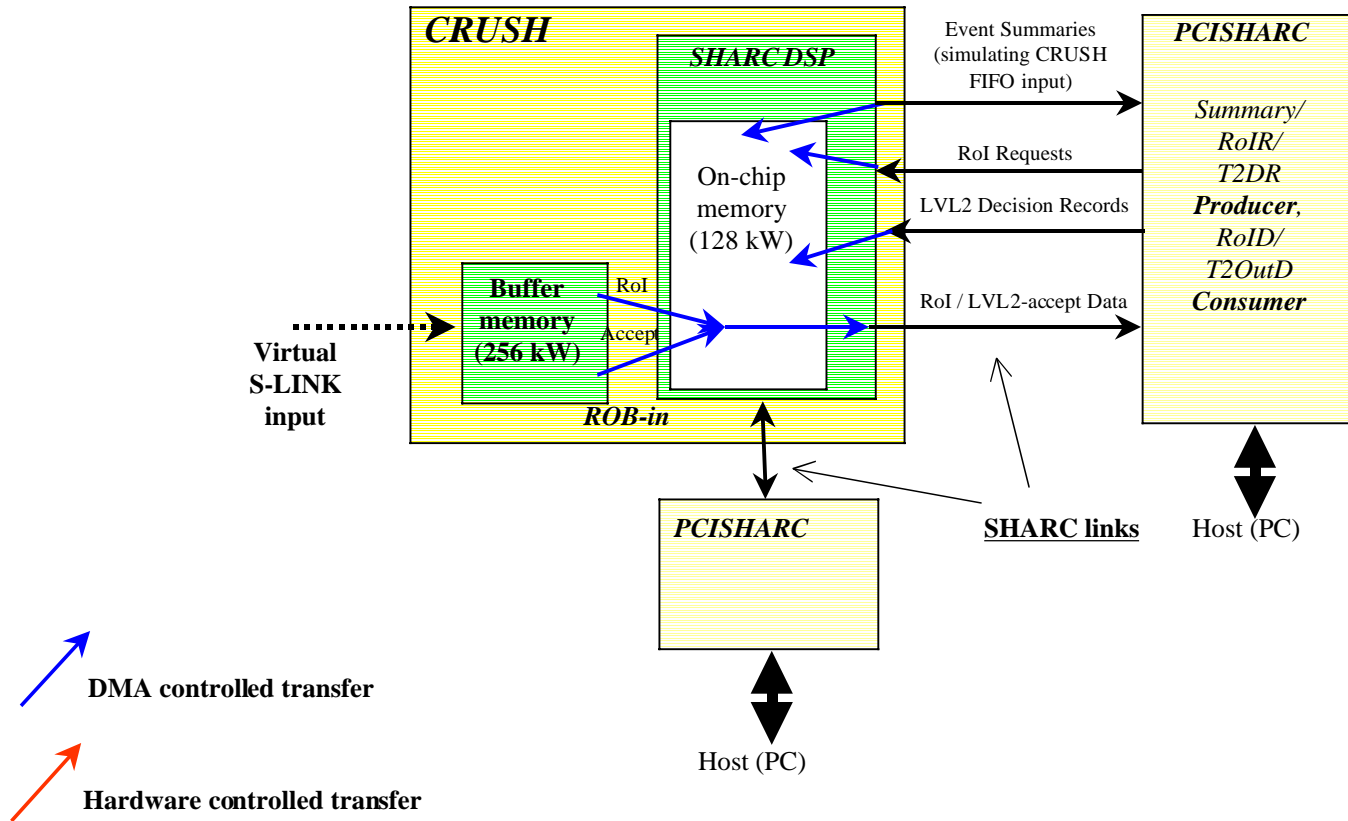 CRUSH
SHARC DSP
On-chip
memory
(128 kW)
Buffer
memory
(256 kW)
RoI
Accept
ROB-in
Virtual
S-LINK
input
Event Summaries
(simulating CRUSH
FIFO input)
RoI Requests
LVL2 Decision Records
RoI / LVL2-accept Data
PCISHARC
Summary/
RoIR/
T2DR
Producer,
RoID/
T2OutD
Consumer
SHARC links
Host (PC)
PCISHARC
Host (PC)
DMA controlled transfer
Hardware controlled transfer